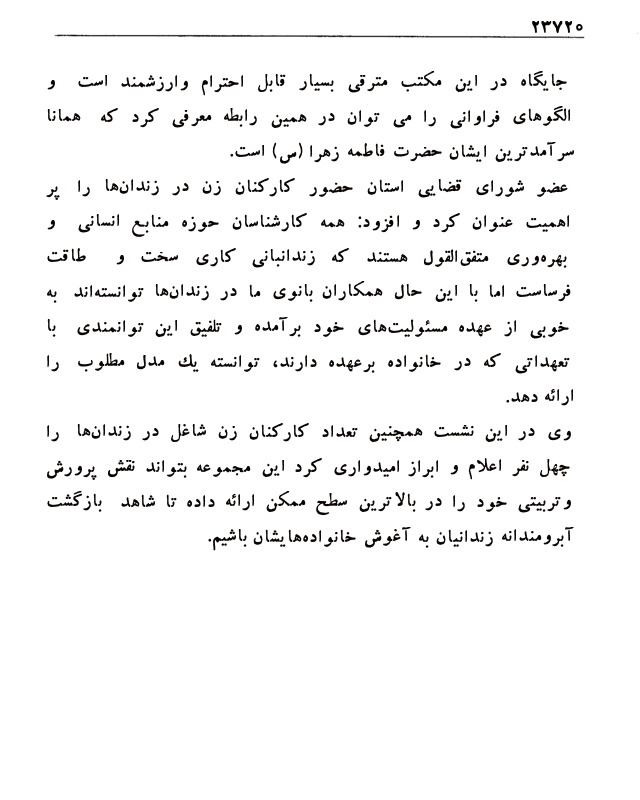 ۲۳۷۲۰
جایگاه در این مکتب مترقی بسیار قابل احترام وارزشمند است و
الگوهای فراوانی را می توان در همین رابطه معرفی کرد که همانا
سرآمدترین ایشان حضرت فاطمه زهرا (س) است.
عضو شورای قضایی استان حضور کارکنان زن در زندان‌ها را پر
اهمیت عنوان کرد و افزود: همه کارشناسان حوزه منابع انسانی و
بهره‌وری متفق‌القول هستند که زندانبانی کاری سخت و طاقت
فرساست اما با این حال همکاران بانوی ما در زندان‌ها توانسته‌اند به
خوبی از عهده مسئولیت‌های خود برآمده و تلفیق این توانمندی با
تعهداتی که در خانواده برعهده دارند، توانسته یك مدل مطلوب را
ارائه دهد.
وی در این نشست همچنین تعداد کارکنان زن شاغل در زندان‌ها را
چهل نفر اعلام و ابراز امیدواری کرد این مجموعه بتواند نقش پرورش
وتربیتی خود را در بالاترین سطح ممکن ارائه داده تا شاهد بازگشت
آبرومندانه زندانیان به آغوش خانواده‌هایشان باشیم.